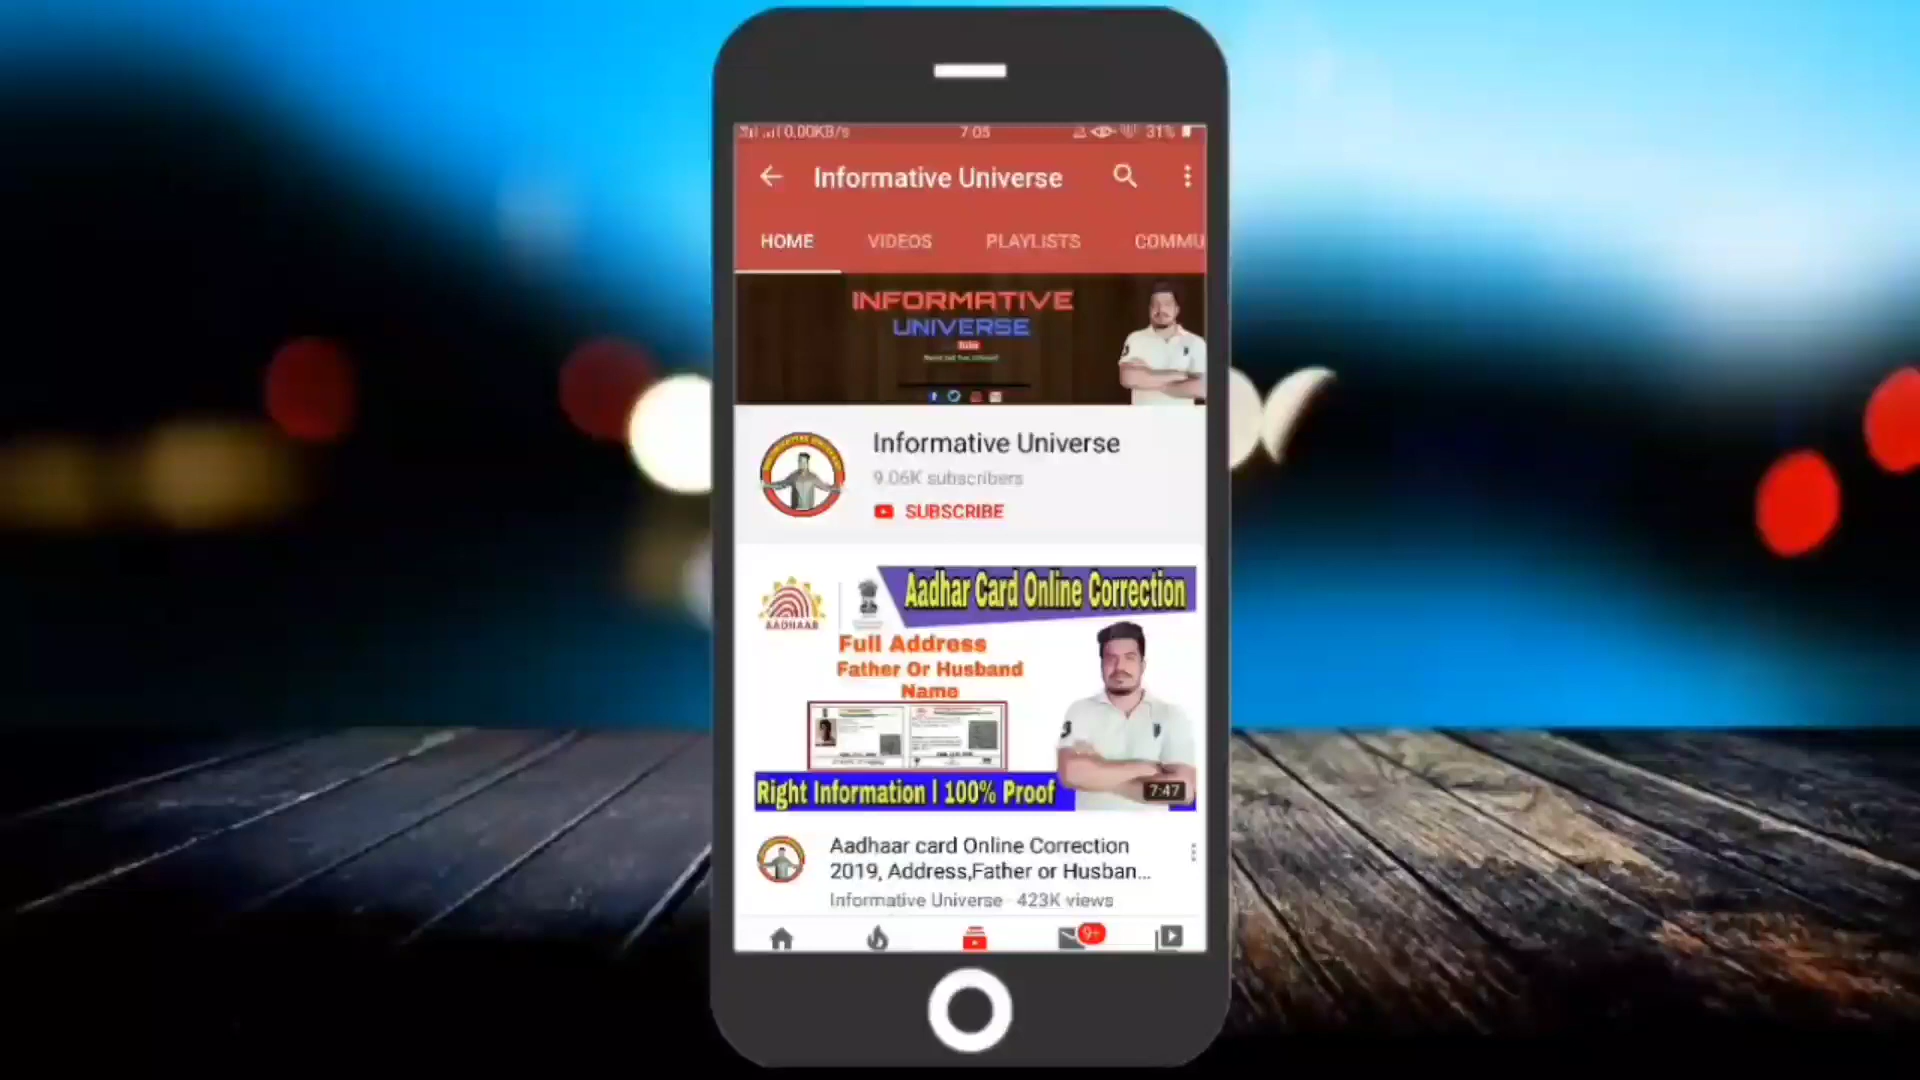 0.00KB/s 7:05 31%
Informative Universe
HOME VIDEOS PLAYLISTS COMMU
INFORMATIVE
UNIVERSE
Informative Universe
9.06K subscribers
SUBSCRIBE
Aadhar Card Online Correction
AADHAAR
Full Address
Father Or Husband
Name
Right Information | 100% Proof
7:47
Aadhaar card Online Correction
2019, Address,Father or Husban...
Informative Universe · 423K views
9+